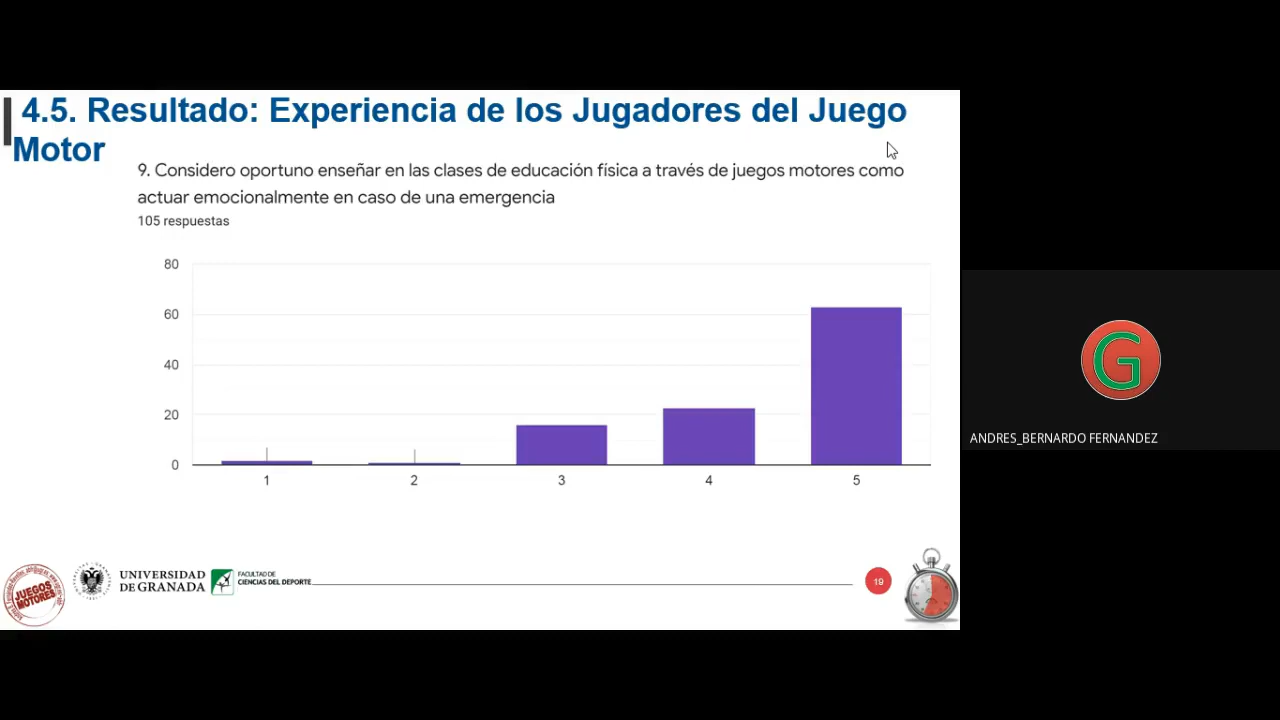 4.5. Resultado: Experiencia de los Jugadores del Juego
Motor
9. Considero oportuno enseñar en las clases de educación física a través de juegos motores como
actuar emocionalmente en caso de una emergencia
105 respuestas
80
60
40
20
0
1 2 3 4 5
G
ANDRES_BERNARDO FERNANDEZ
JUEGOS
MOTORES
UNIVERSIDAD
DE GRANADA
FACULTAD DE
CIENCIAS DEL DEPORTE
19